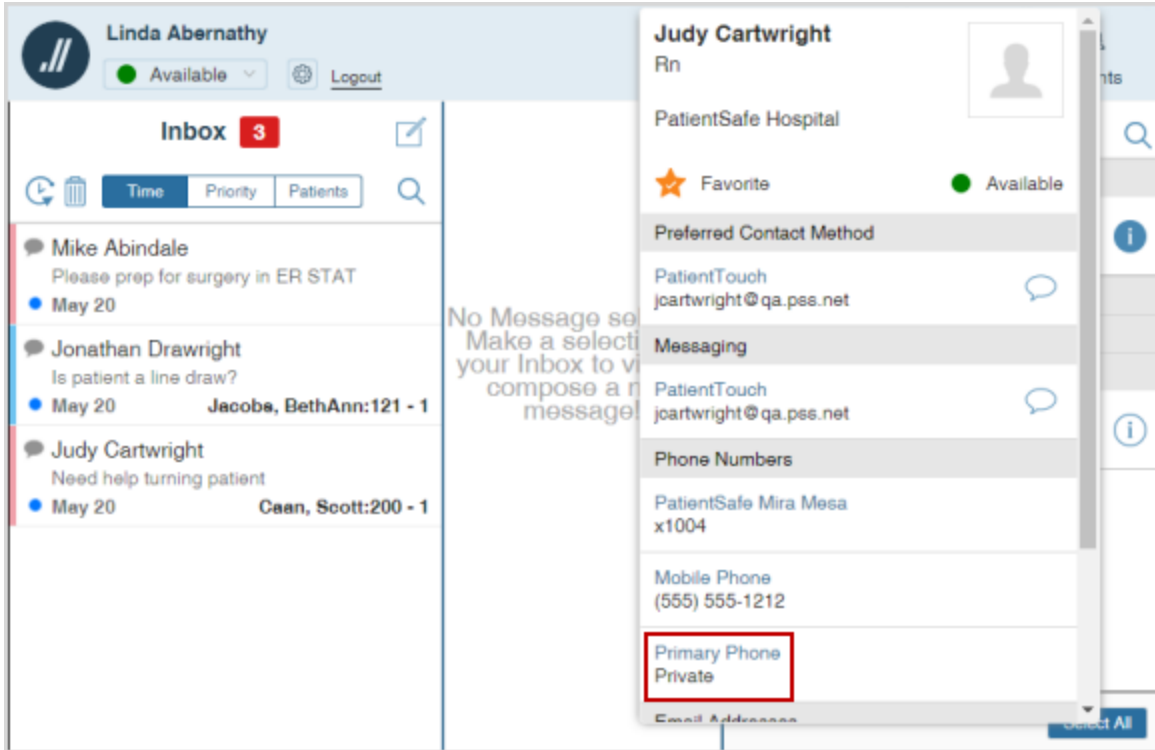 Linda Abernathy
Available
Logout
Inbox 3
Time Priority Patients
Mike Abindale
Please prep for surgery in ER STAT
May 20
Jonathan Drawright
Is patient a line draw?
May 20 Jacobs, BethAnn:121 - 1
Judy Cartwright
Need help turning patient
May 20 Caan, Scott:200 - 1
No Message
Make a
your Inbox to
compose a
message!
Judy Cartwright
Rn
PatientSafe Hospital
Favorite Available
Preferred Contact Method
PatientTouch
jcartwright@qa.pss.net
Messaging
PatientTouch
jcartwright@qa.pss.net
Phone Numbers
PatientSafe Mira Mesa
x1004
Mobile Phone
(555) 555-1212
Primary Phone
Private
Email Addresses
Select All